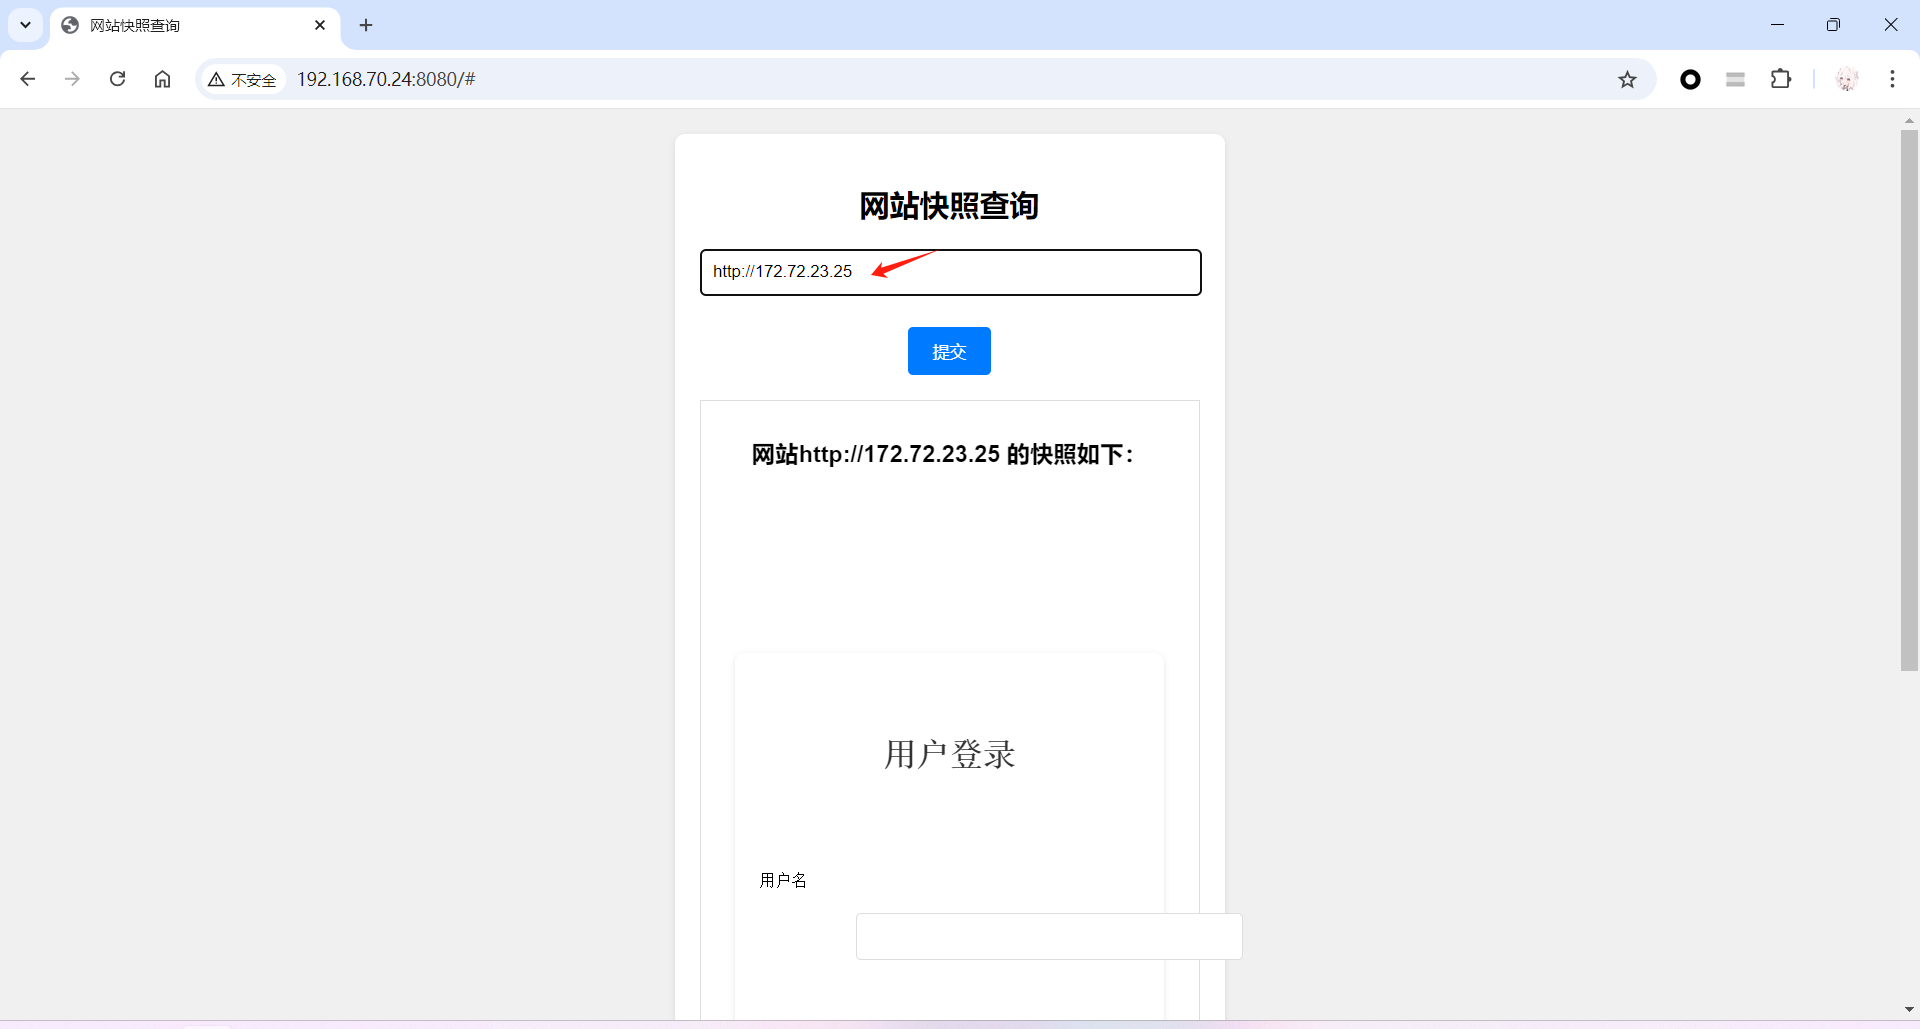 网站快照查询
不安全
192.168.70.24:8080/#
网站快照查询
http://172.72.23.25
提交
网站http://172.72.23.25 的快照如下：
用户登录
用户名